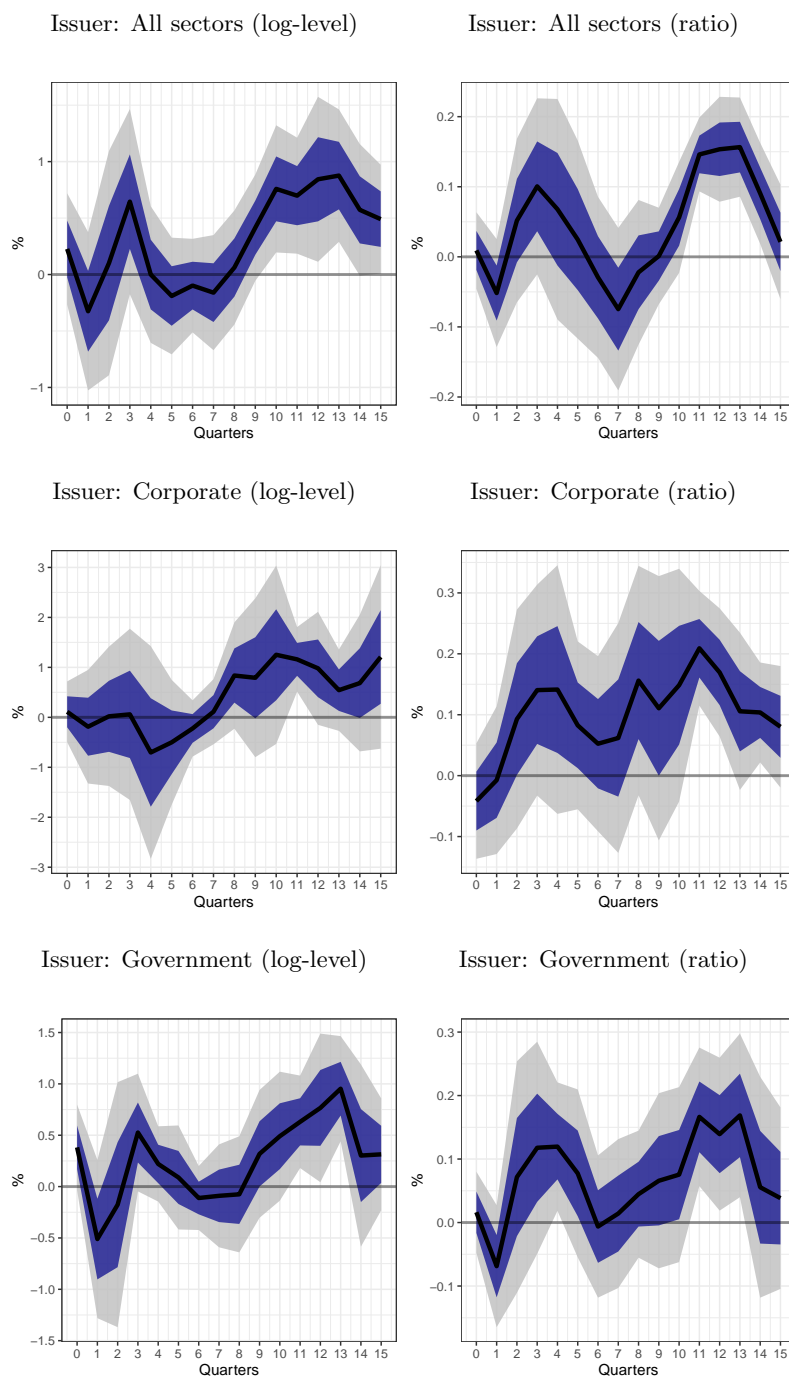 Issuer: All sectors (log-level)
Issuer: All sectors (ratio)
1
0
−1
%
0 1 2 3 4 5 6 7 8 9 10 11 12 13 14 15
Quarters
0.2
0.1
0.0
−0.1
−0.2
%
0 1 2 3 4 5 6 7 8 9 10 11 12 13 14 15
Quarters
Issuer: Corporate (log-level)
Issuer: Corporate (ratio)
3
2
1
0
−1
−2
−3
%
0 1 2 3 4 5 6 7 8 9 10 11 12 13 14 15
Quarters
0.3
0.2
0.1
0.0
−0.1
%
0 1 2 3 4 5 6 7 8 9 10 11 12 13 14 15
Quarters
Issuer: Government (log-level)
Issuer: Government (ratio)
1.5
1.0
0.5
0.0
−0.5
−1.0
−1.5
%
0 1 2 3 4 5 6 7 8 9 10 11 12 13 14 15
Quarters
0.3
0.2
0.1
0.0
−0.1
%
0 1 2 3 4 5 6 7 8 9 10 11 12 13 14 15
Quarters